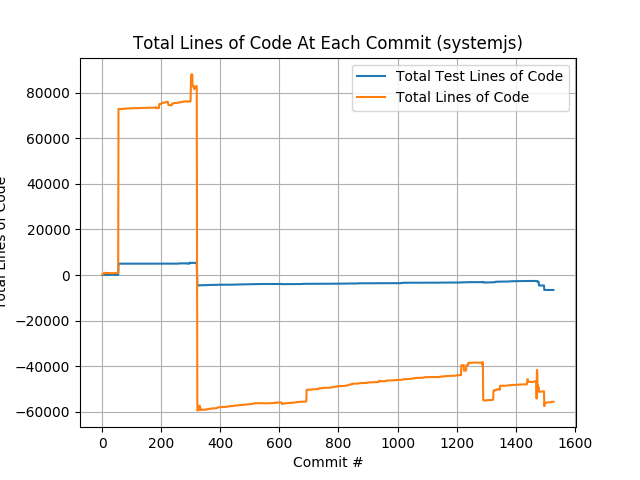 Total Lines of Code At Each Commit (systemjs)
Total Test Lines of Code
Total Lines of Code
80000
60000
40000
20000
0
−20000
−40000
−60000
Total Lines of Code
0 200 400 600 800 1000 1200 1400 1600
Commit #